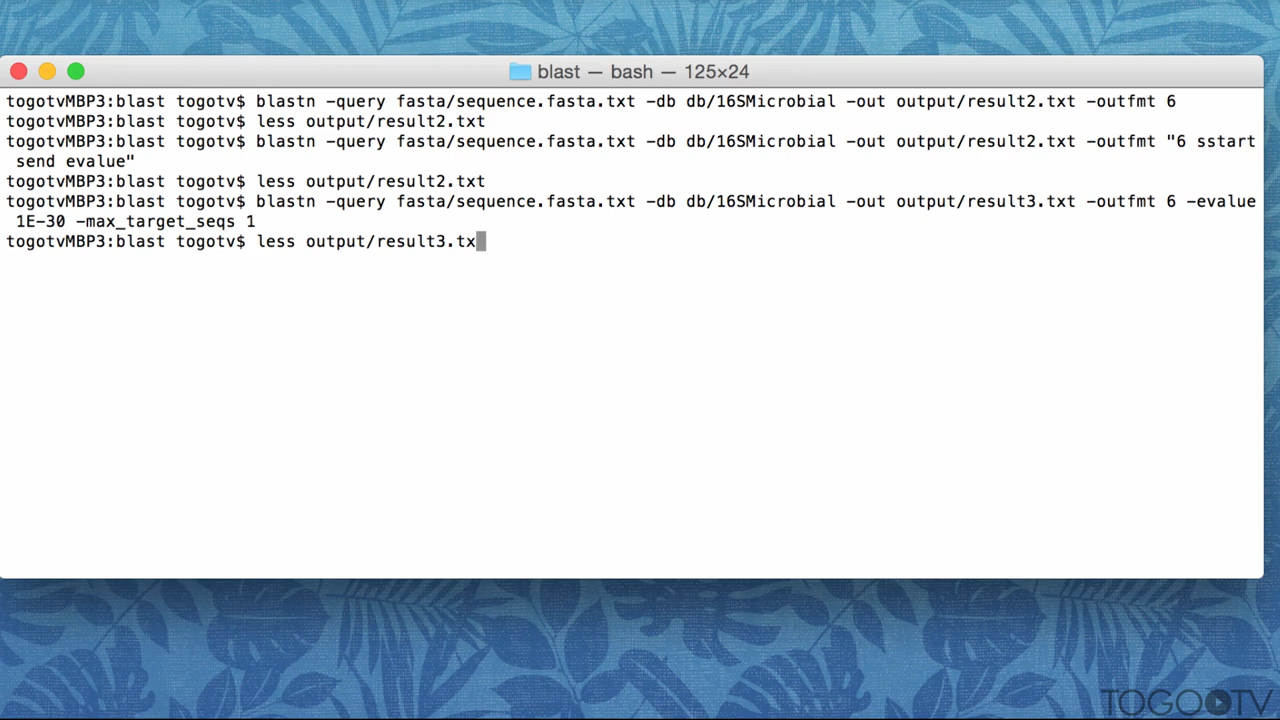 blast — bash — 125×24
togotvMBP3:blast togotv$ blastn -query fasta/sequence.fasta.txt -db db/16SMicrobial -out output/result2.txt -outfmt 6
togotvMBP3:blast togotv$ less output/result2.txt
togotvMBP3:blast togotv$ blastn -query fasta/sequence.fasta.txt -db db/16SMicrobial -out output/result2.txt -outfmt "6 sstart
send evalue"
togotvMBP3:blast togotv$ less output/result2.txt
togotvMBP3:blast togotv$ blastn -query fasta/sequence.fasta.txt -db db/16SMicrobial -out output/result3.txt -outfmt 6 -evalue
1E-30 -max_target_seqs 1
togotvMBP3:blast togotv$ less output/result3.tx
TOGOTV